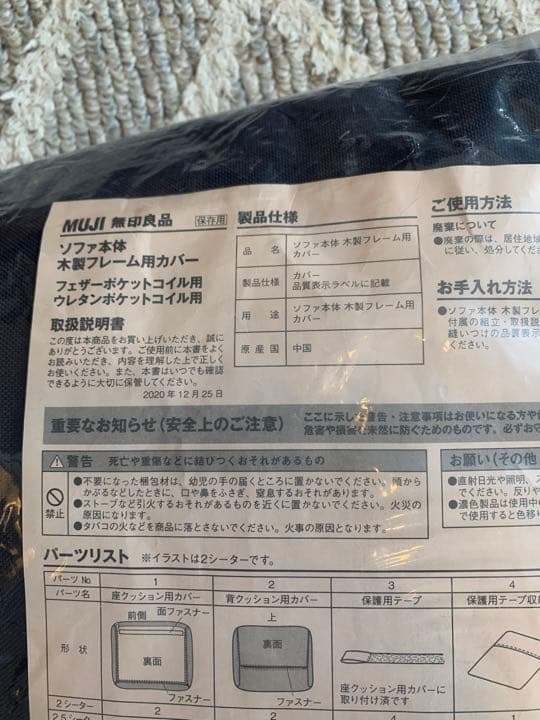 MUJI 無印良品
保存用
ソファ本体
木製フレーム用カバー
フェザーポケットコイル用
ウレタンポケットコイル用
取扱説明書
この度は本商品をお買い上げいただき、誠に
ありがとうございます。ご使用前に本書をよく
お読みいただき、内容を理解した上で正しく
お使いください。また、本書はいつでも確認
できるように大切に保管してください。
2020年12月25日
製品仕様
品 名 ソファ本体 木製フレーム用
カバー
製品仕様 カバー
品質表示ラベルに記載
用 途 ソファ本体 木製フレーム用
カバー
原産国 中国
ご使用方法
廃棄について
●廃棄の際は、居住地域
に従い、処分してくだ
お手入れ方法
●ソファ本体 木製フレー
付属の組立・取扱説
縫いつけの品質表示
ください。
重要なお知らせ(安全上のご注意)
ここに示した警告・注意事項はお使いになる方や
危害や損害を未然に防ぐためのものです。必ずお守
警告 死亡や重傷などに結びつくおそれがあるもの
禁止
●不要になった梱包材は、幼児の手の届くところに置かないでください。頭から
かぶるなどしたときに、口や鼻をふさぎ、窒息するおそれがあります。
●ストーブなど引火するおそれがあるものを近くに置かないでください。火災の
原因になります。
●タバコの火などを商品に落とさないでください。火事の原因となります。
お願い(その他
●直射日光や照明、ス
でください。反りや
●濃色製品は使用中
で使用すると色移り
パーツリスト ※イラストは2シーターです。
パーツNo 1 2 3 4
パーツ名 座クッション用カバー 背クッション用カバー 保護用テープ 保護用テープ収
形 状
前側 面ファスナー
裏面
ファスナー
上
裏面
ファスナー
座クッション用カバーに
取り付け済です
2シーター 2 2
2.5シーター